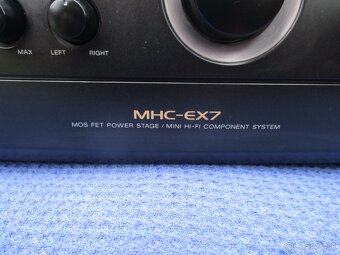 MAX LEFT RIGHT
MHC-EX7
MOS FET POWER STAGE / MINI HI-FI COMPONENT SYSTEM